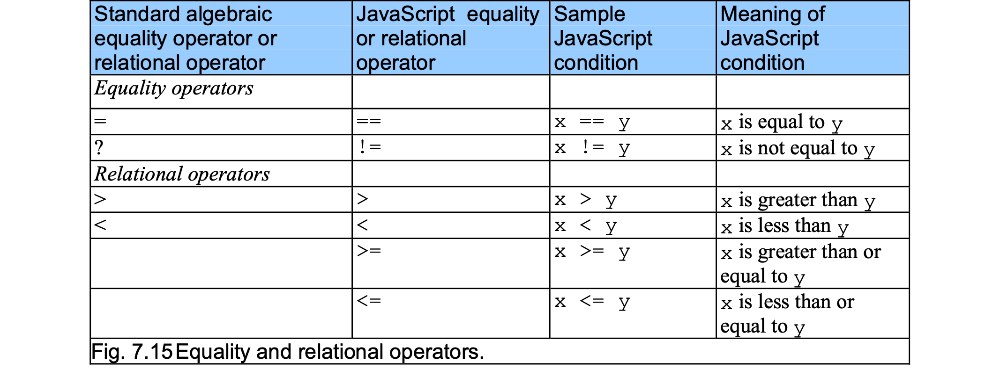 Standard algebraic equality operator or relational operator | JavaScript equality or relational operator | Sample JavaScript condition | Meaning of JavaScript condition
Equality operators
= | == | x == y | x is equal to y
? | != | x != y | x is not equal to y
Relational operators
> | > | x > y | x is greater than y
< | < | x < y | x is less than y
>= | x >= y | x is greater than or equal to y
<= | x <= y | x is less than or equal to y
Fig. 7.15 Equality and relational operators.